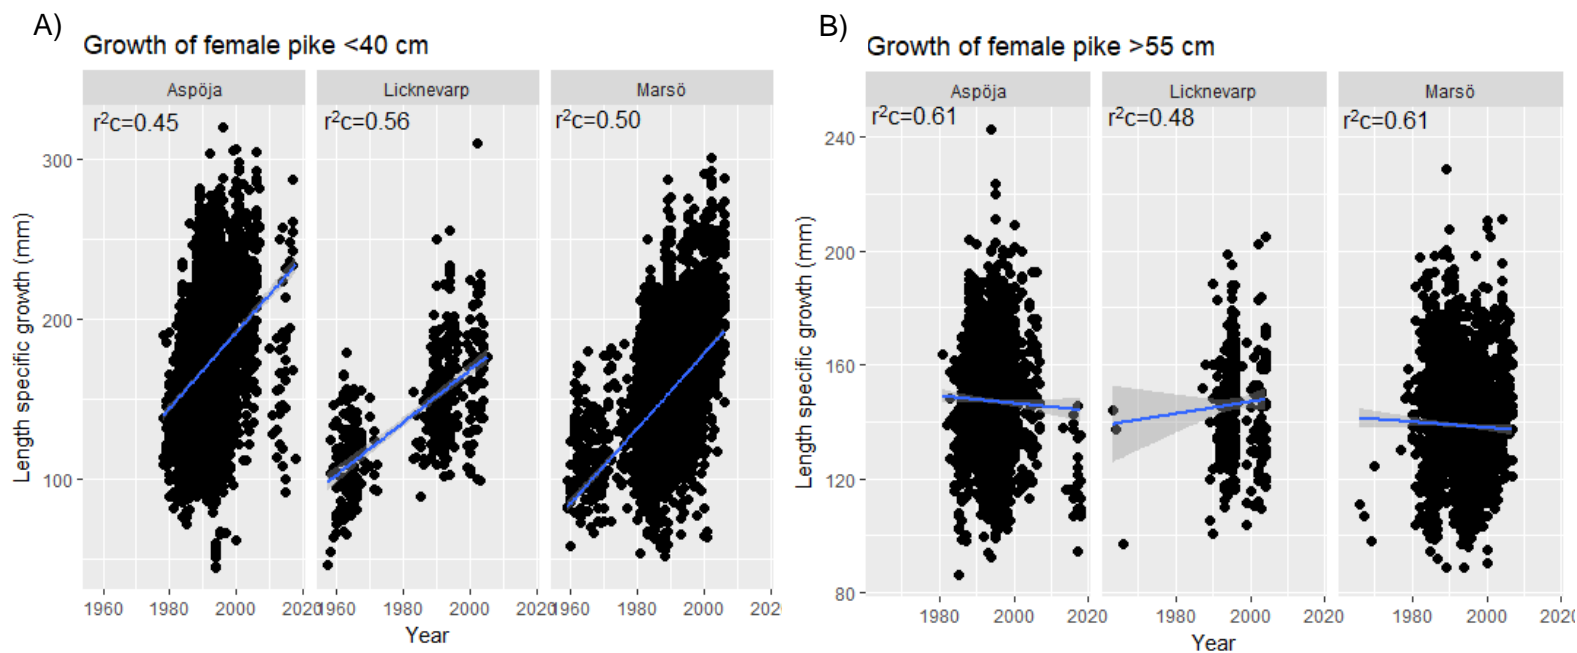 A)
Growth of female pike <40 cm
Aspöja Licknevarp Marsö
r²c=0.45 r²c=0.56 r²c=0.50
300
200
100
Length specific growth (mm)
1960 1980 2000 2020 1960 1980 2000 2020 1960 1980 2000 202
Year
B)
Growth of female pike >55 cm
Aspöja Licknevarp Marsö
r²c=0.61 r²c=0.48 r²c=0.61
240
200
160
120
80
Length specific growth (mm)
1980 2000 2020 1980 2000 2020 1980 2000 202
Year